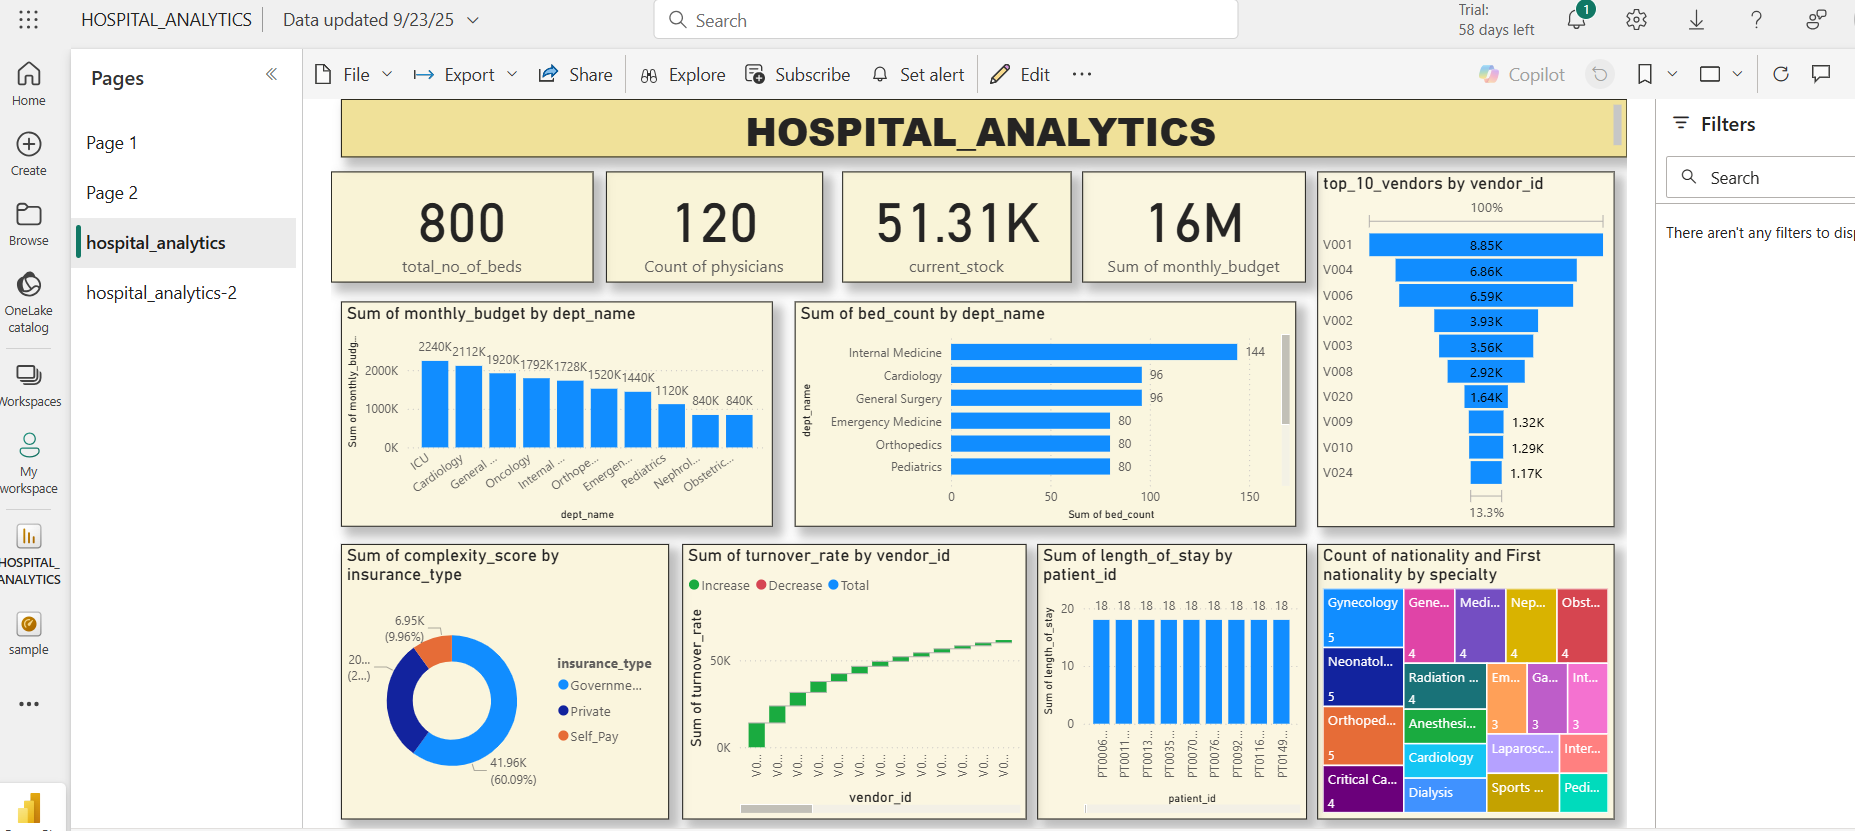 HOSPITAL_ANALYTICS
Data updated 9/23/25
Search
Trial:
58 days left
1
Home
Create
Browse
OneLake
catalog
Workspaces
My
workspace
HOSPITAL_
ANALYTICS
sample
Pages
Page 1
Page 2
hospital_analytics
hospital_analytics-2
File
Export
Share
Explore
Subscribe
Set alert
Edit
Copilot
Filters
Search
There aren't any filters to disp
HOSPITAL_ANALYTICS
800
total_no_of_beds
120
Count of physicians
51.31K
current_stock
16M
Sum of monthly_budget
top_10_vendors by vendor_id
100%
V001 8.85K
V004 6.86K
V006 6.59K
V002 3.93K
V003 3.56K
V008 2.92K
V020 1.64K
V009 1.32K
V010 1.29K
V024 1.17K
13.3%
Sum of monthly_budget by dept_name
Sum of monthly_budg...
2000K
1000K
0K
2240K 2112K 1920K 1792K 1728K 1520K 1440K 1120K 840K 840K
ICU Cardiology General ... Oncology Internal ... Orthope... Emergen... Pediatrics Nephrol... Obstetric...
dept_name
Sum of bed_count by dept_name
dept_name
Internal Medicine 144
Cardiology 96
General Surgery 96
Emergency Medicine 80
Orthopedics 80
Pediatrics 80
0 50 100 150
Sum of bed_count
Sum of complexity_score by
insurance_type
6.95K
(9.96%)
20...
(2...)
41.96K
(60.09%)
insurance_type
Governme...
Private
Self_Pay
Sum of turnover_rate by vendor_id
Increase Decrease Total
Sum of turnover_rate
50K
0K
V0... V0... V0... V0... V0... V0... V0... V0... V0... V0... V0... V0... V0...
vendor_id
Sum of length_of_stay by
patient_id
Sum of length_of_stay
20
10
0
18 18 18 18 18 18 18 18 18
PT0006... PT0011... PT0013... PT0035... PT0070... PT0076... PT0092... PT0116... PT0149...
patient_id
Count of nationality and First
nationality by specialty
Gynecology
5
Neonatol...
5
Orthoped...
5
Critical Ca...
4
Gene...
4
Medi...
4
Nep...
4
Obst...
4
Radiation ...
4
Anesthesi...
Cardiology
Dialysis
Em...
3
Ga...
3
Int...
3
Laparosc...
Inter...
Sports ...
Pedi...